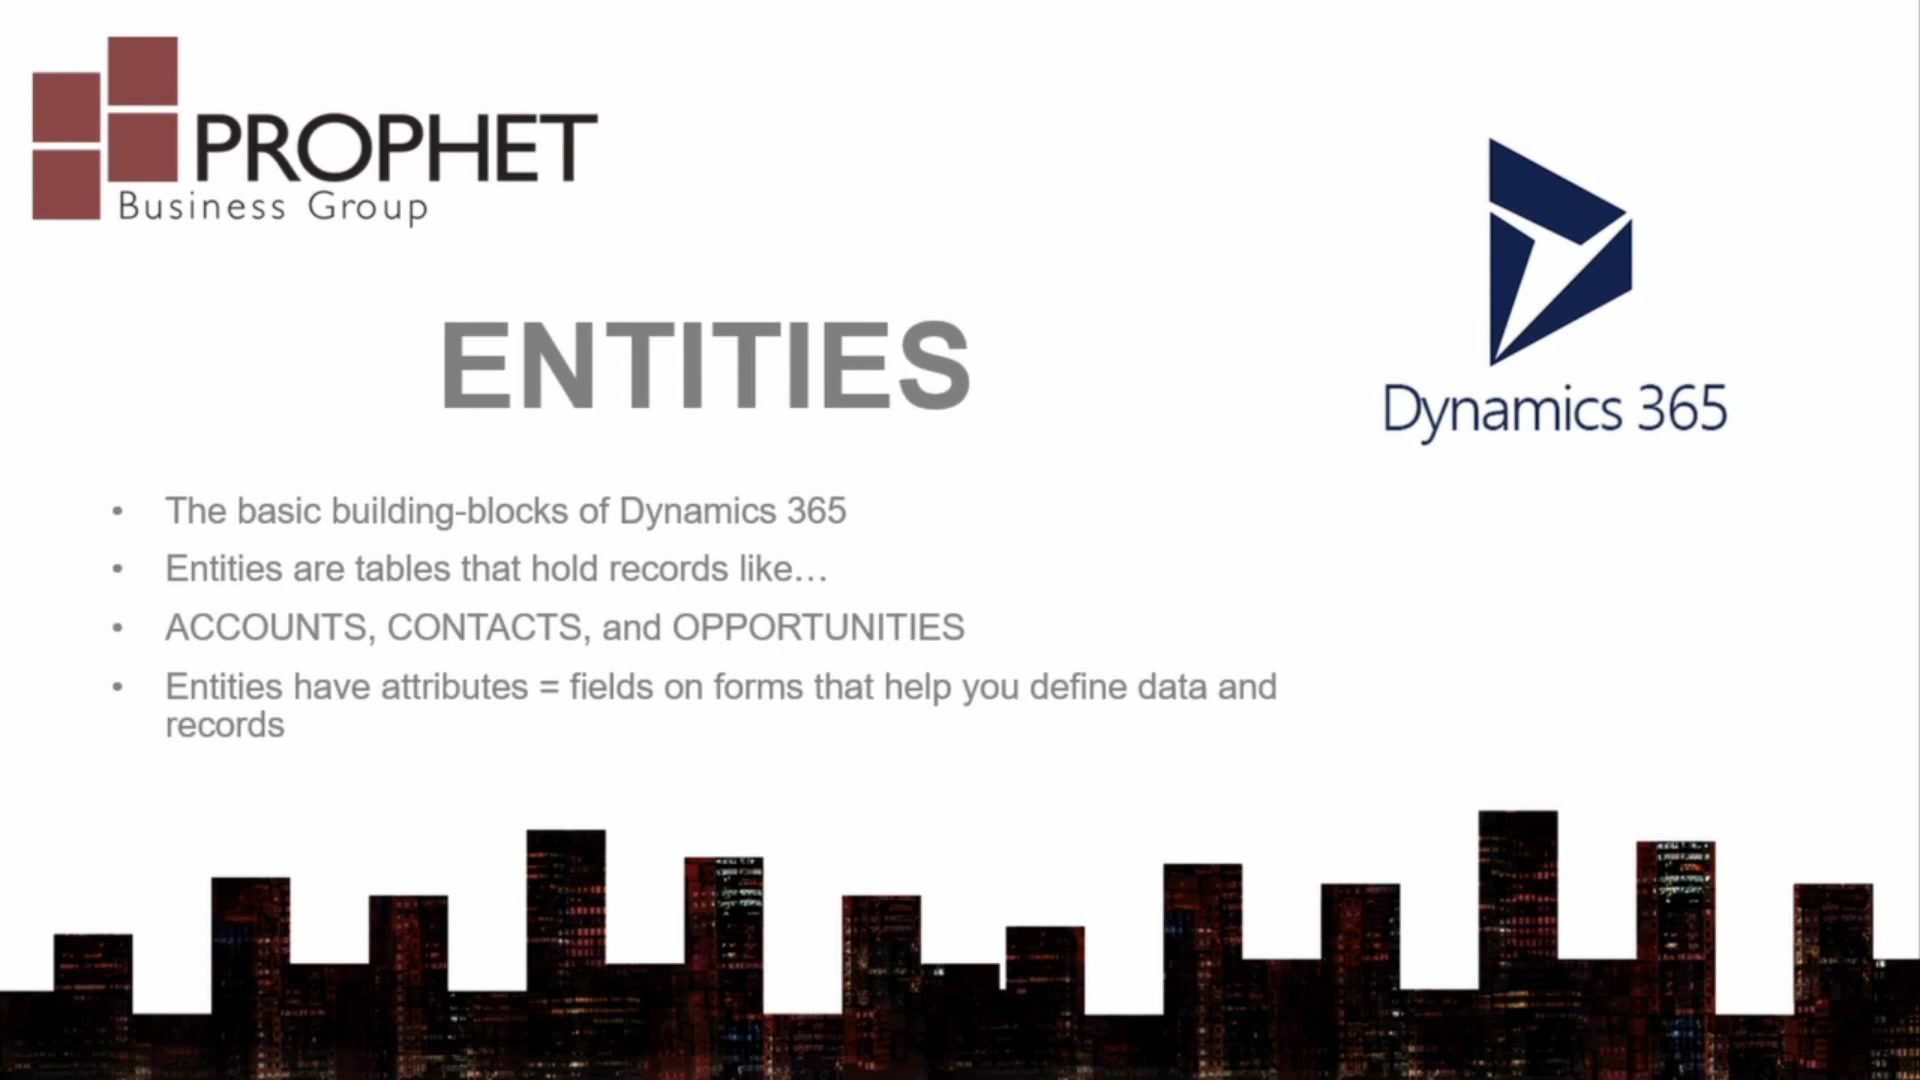 PROPHET
Business Group
Dynamics 365
ENTITIES
• The basic building-blocks of Dynamics 365
• Entities are tables that hold records like…
• ACCOUNTS, CONTACTS, and OPPORTUNITIES
• Entities have attributes = fields on forms that help you define data and
records